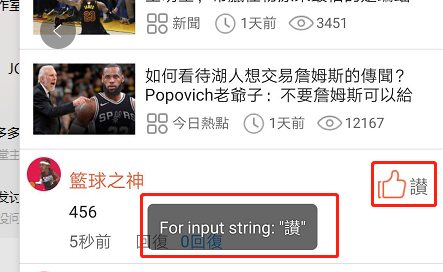 新聞 1天前 3451
如何看待湖人想交易詹姆斯的傳聞？
Popovich老爺子：不要詹姆斯可以給
今日熱點 1天前 12167
籃球之神
讚
456
For input string: "讚"
5秒前 回復 0回復